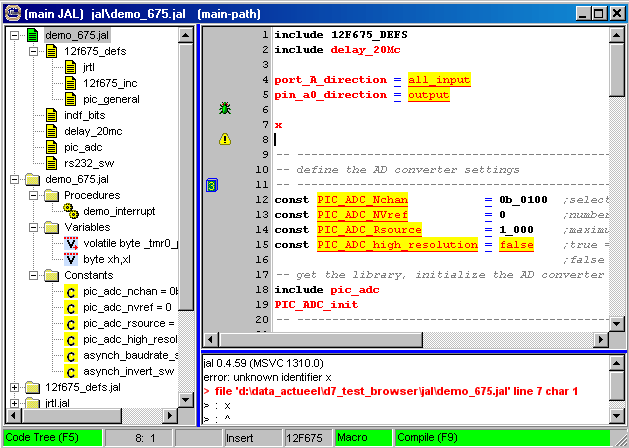 (main JAL) jal\demo_675.jal (main-path)
demo_675.jal
12f675_defs
jrtl
12f675_inc
pic_general
indf_bits
delay_20mc
pic_adc
rs232_sw
demo_675.jal
Procedures
demo_interrupt
Variables
volatile byte _tmr0_
byte xh,xl
Constants
pic_adc_nchan = 0b
pic_adc_nvref = 0
pic_adc_rsource =
pic_adc_high_resol
asynch_baudrate_s
asynch_invert_sw
12f675_defs.jal
jrtl.jal
1 include 12F675_DEFS
2 include delay_20Mc
3
4 port_A_direction = all_input
5 pin_a0_direction = output
6
7 x
8
9 -- ------------------------------------
10 -- define the AD converter settings
11 -- ------------------------------------
3
12 const PIC_ADC_Nchan = 0b_0100 ;select
13 const PIC_ADC_NVref = 0 ;number
14 const PIC_ADC_Rsource = 1_000 ;maximu
15 const PIC_ADC_high_resolution = false ;true =
16 ;false
17 -- get the library, initialize the AD converter
18 include pic_adc
19 PIC_ADC_init
20 -- ------------------------------------
jal 0.4.59 (MSVC 1310.0)
error: unknown identifier x
> file 'd:\data_actueel\d7_test_browser\jal\demo_675.jal' line 7 char 1
> : x
> : ^
Code Tree (F5) 8: 1 Insert 12F675 Macro Compile (F9)